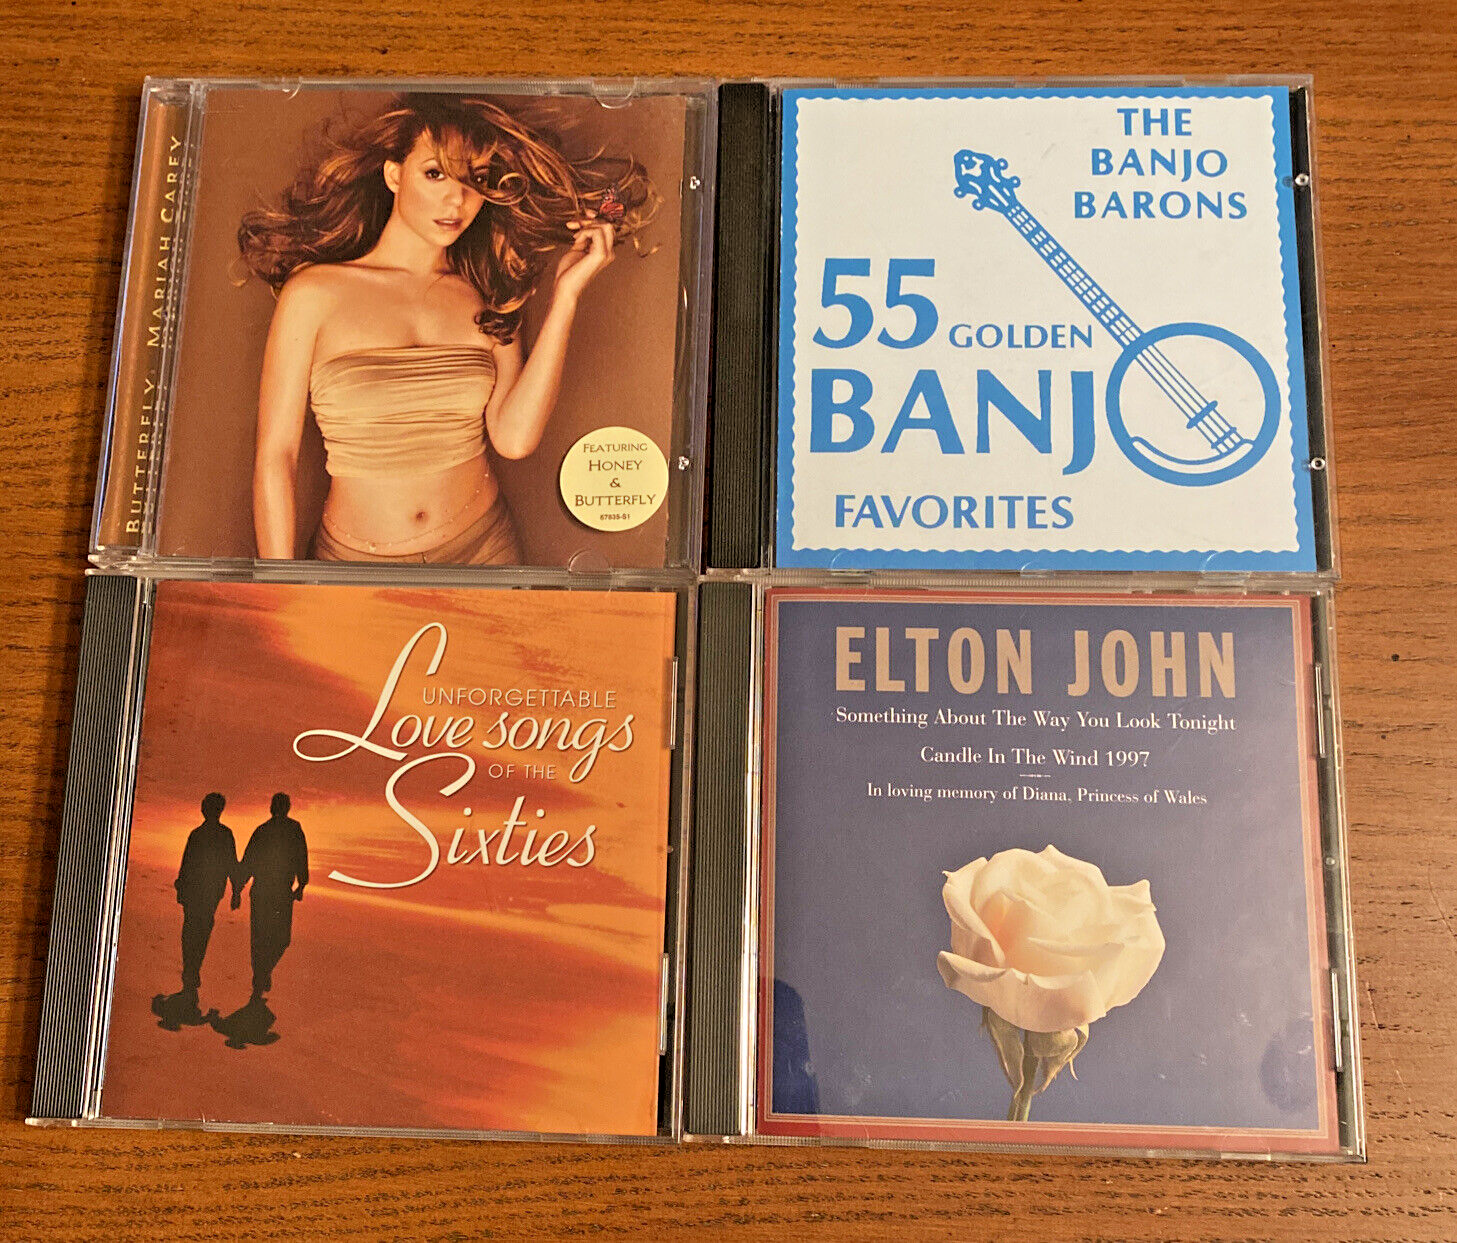 BUTTERFLY MARIAH CAREY
FEATURING
HONEY
&
BUTTERFLY
67835-S1
THE
BANJO
BARONS
55 GOLDEN
BANJO
FAVORITES
UNFORGETTABLE
Love songs
OF THE
Sixties
ELTON JOHN
Something About The Way You Look Tonight
Candle In The Wind 1997
In loving memory of Diana, Princess of Wales